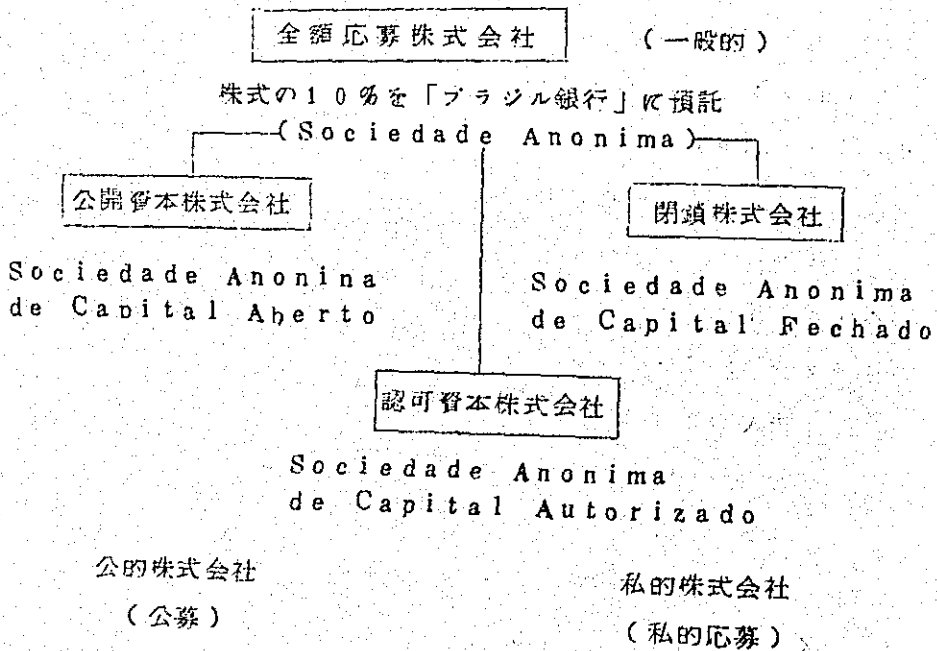 全額応募株式会社 (一般的)
株式の10%を「ブラジル銀行」に預託
(Sociedade Anonima)
公開資本株式会社
閉鎖株式会社
Sociedade Anonina
de Capital Aberto
Sociedade Anonima
de Capital Fechado
認可資本株式会社
Sociedade Anonima
de Capital Autorizado
公的株式会社
(公募)
私的株式会社
(私的応募)